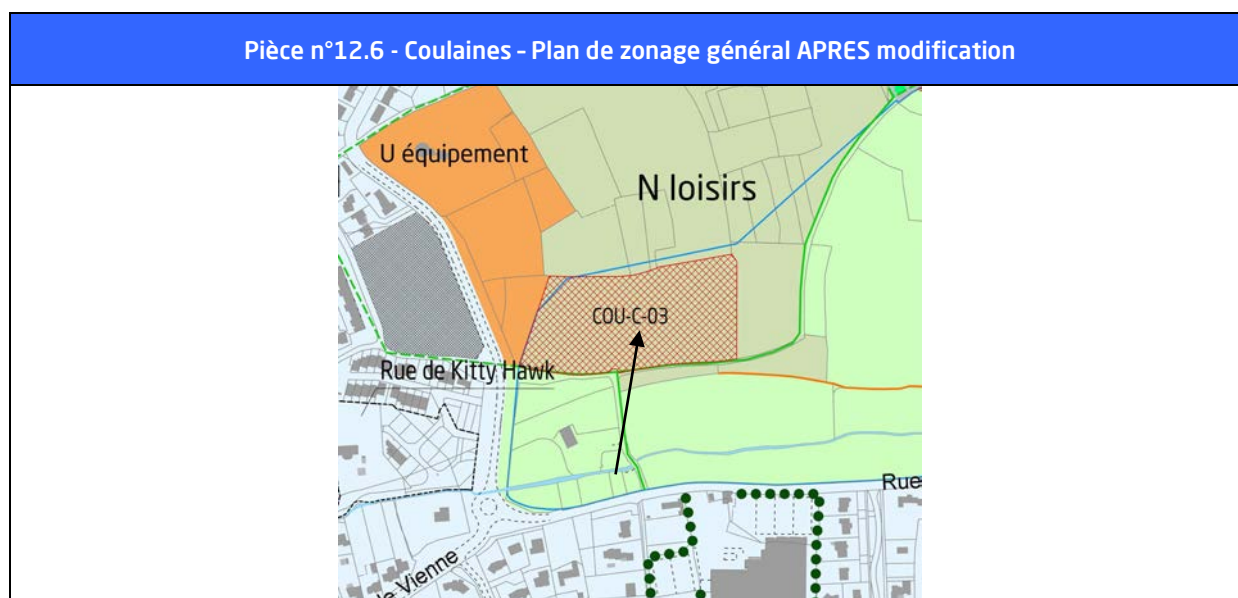 Pièce n°12.6 - Coulaines – Plan de zonage général APRES modification
U équipement
N loisirs
COU-C-03
Rue de Kitty Hawk
Rue
de Vienne